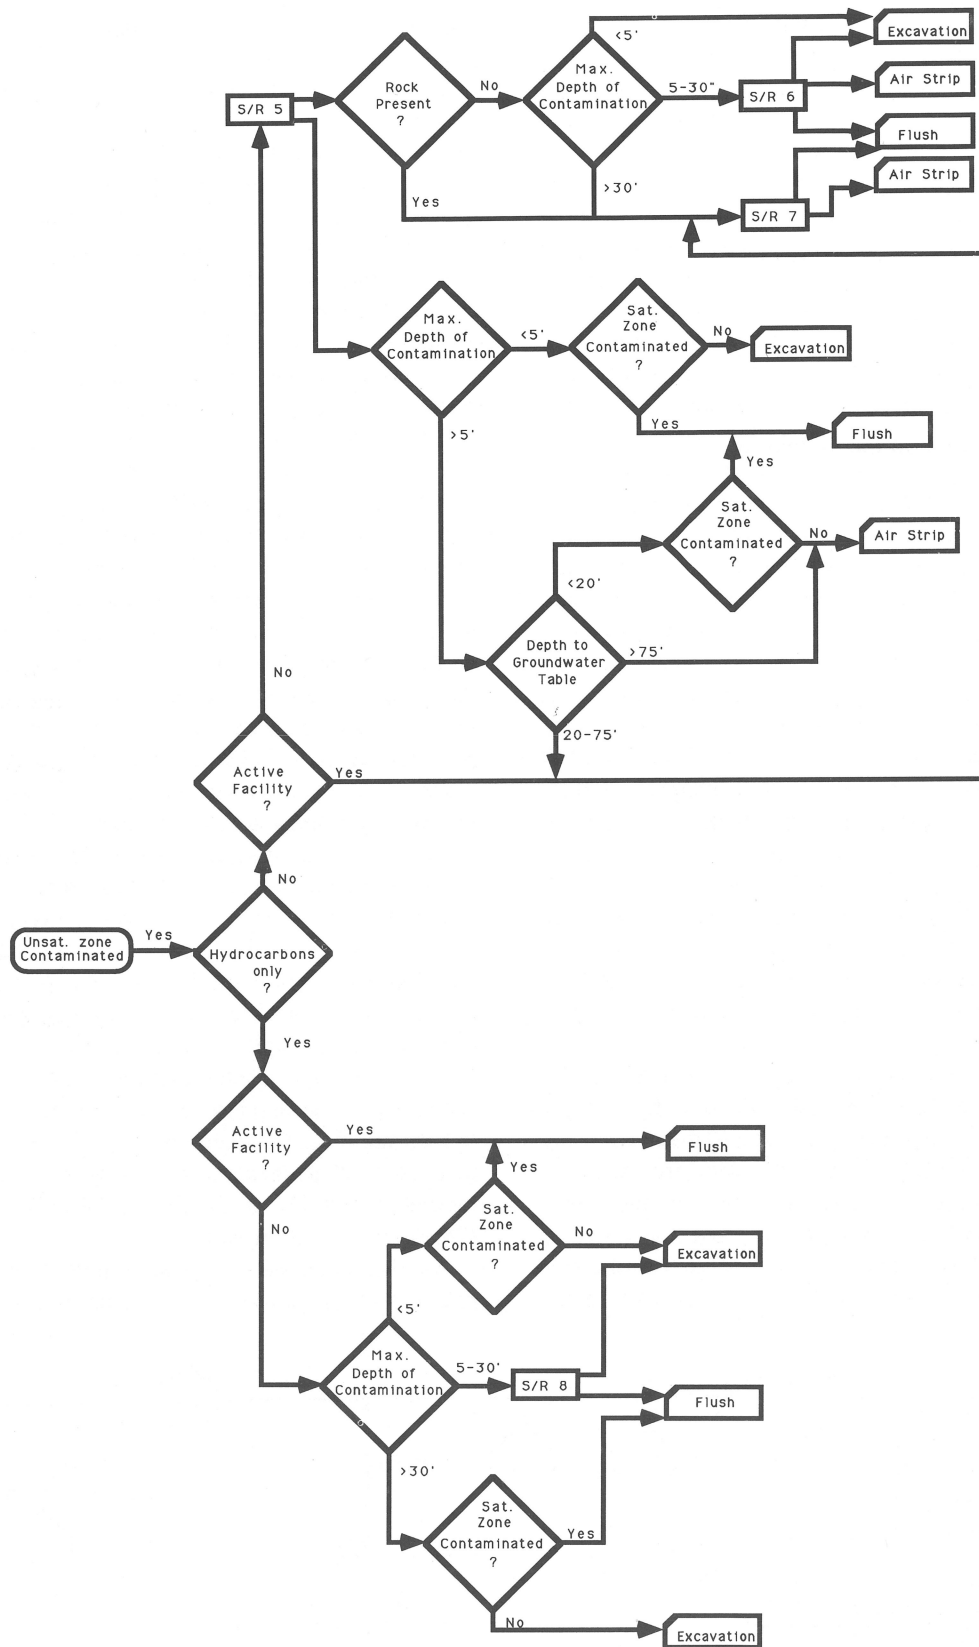 <5'
Excavation
Rock
Present
?
No
Max.
Depth of
Contamination
5-30"
S/R 6
Air Strip
S/R 5
Flush
Yes
>30'
S/R 7
Air Strip
Max.
Depth of
Contamination
<5'
Sat.
Zone
Contaminated
?
No
Excavation
>5'
Yes
Flush
Yes
Sat.
Zone
Contaminated
?
No
Air Strip
<20'
Depth to
Groundwater
Table
>75'
No
20-75'
Active
Facility
?
Yes
No
Unsat. zone
Contaminated
Yes
Hydrocarbons
only
?
Yes
Active
Facility
?
Yes
Flush
Yes
No
Sat.
Zone
Contaminated
?
No
Excavation
<5'
Max.
Depth of
Contamination
5-30'
S/R 8
Flush
>30'
Sat.
Zone
Contaminated
?
Yes
No
Excavation